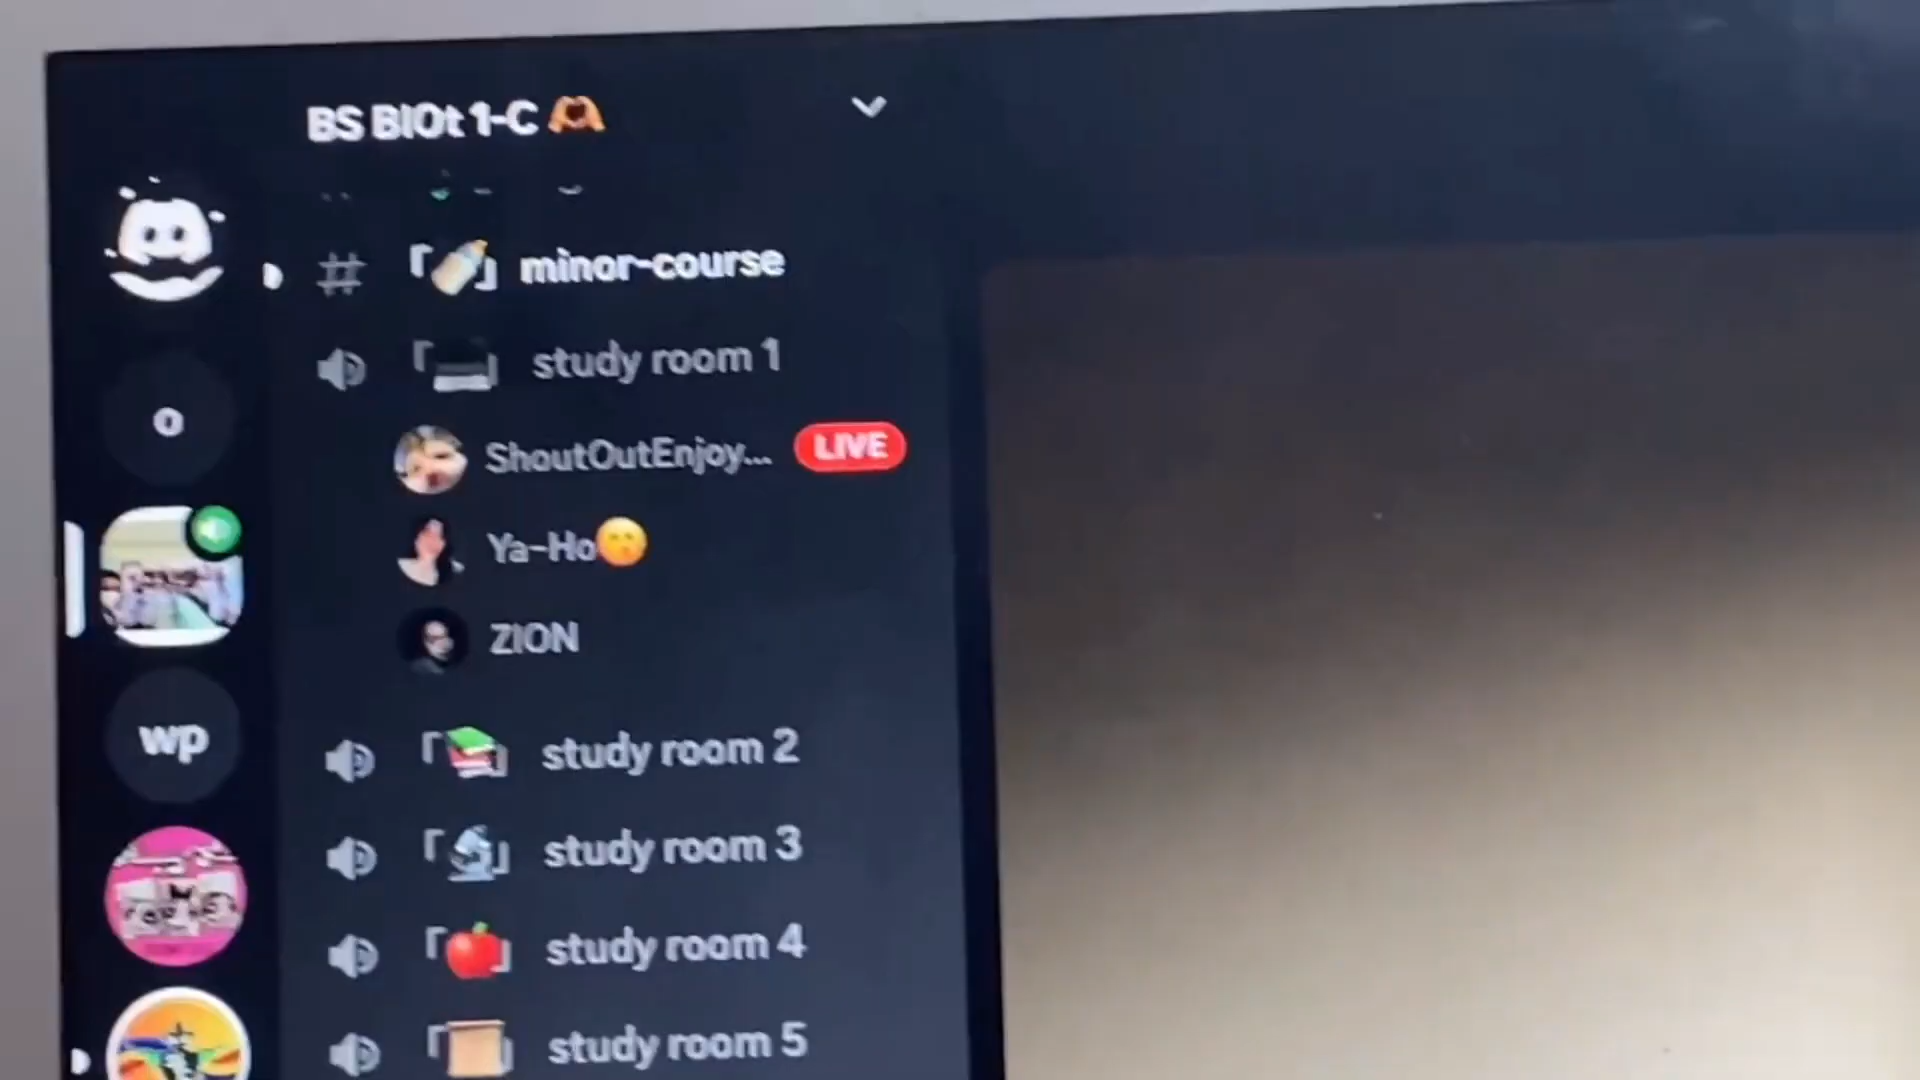 BS BIOt 1-C 🫶
# 「🍼」 minor-course
「 」 study room 1
ShoutOutEnjoy... LIVE
Ya-Ho😙
ZION
「📚」 study room 2
「🔬」 study room 3
「🍎」 study room 4
「 」 study room 5
o
wp